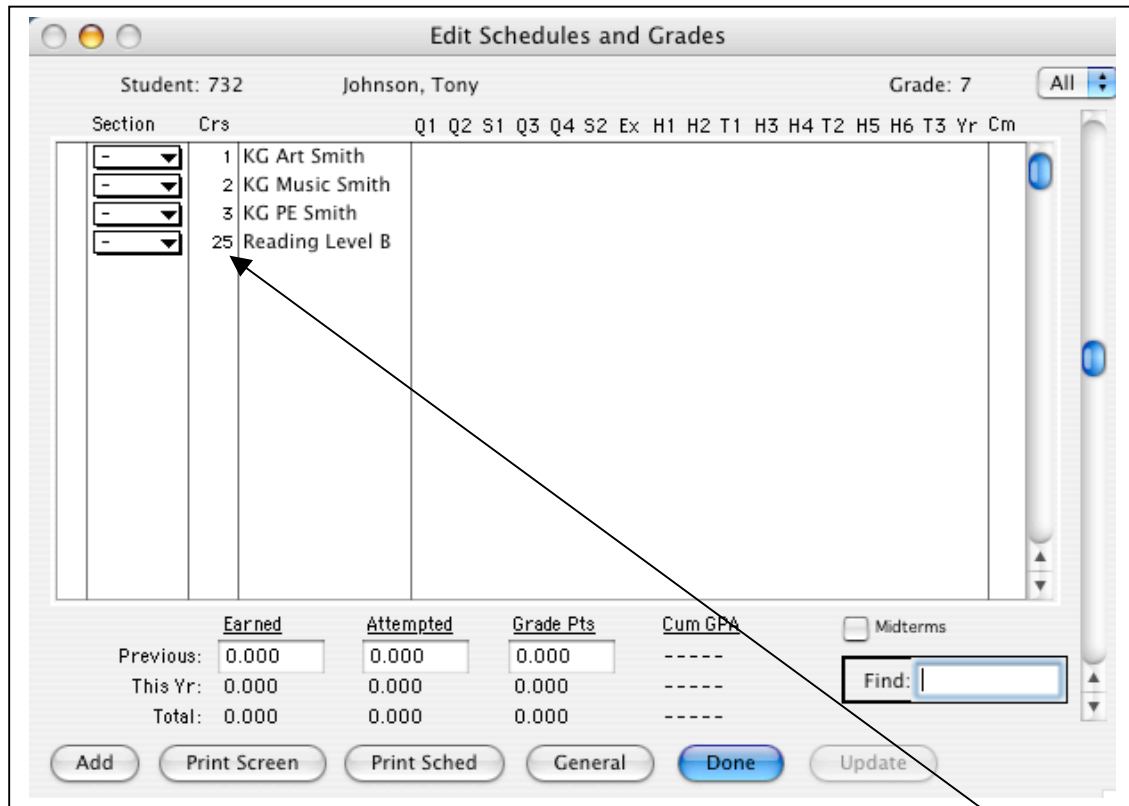 Edit Schedules and Grades
Student: 732 Johnson, Tony Grade: 7 All
Section Crs Q1 Q2 S1 Q3 Q4 S2 Ex H1 H2 T1 H3 H4 T2 H5 H6 T3 Yr Cm
- 1 KG Art Smith
- 2 KG Music Smith
- 3 KG PE Smith
- 25 Reading Level B
Earned Attempted Grade Pts Cum GPA Midterms
Previous: 0.000 0.000 0.000 -----
Find:
This Yr: 0.000 0.000 0.000 -----
Total: 0.000 0.000 0.000 -----
Add Print Screen Print Sched General Done Update